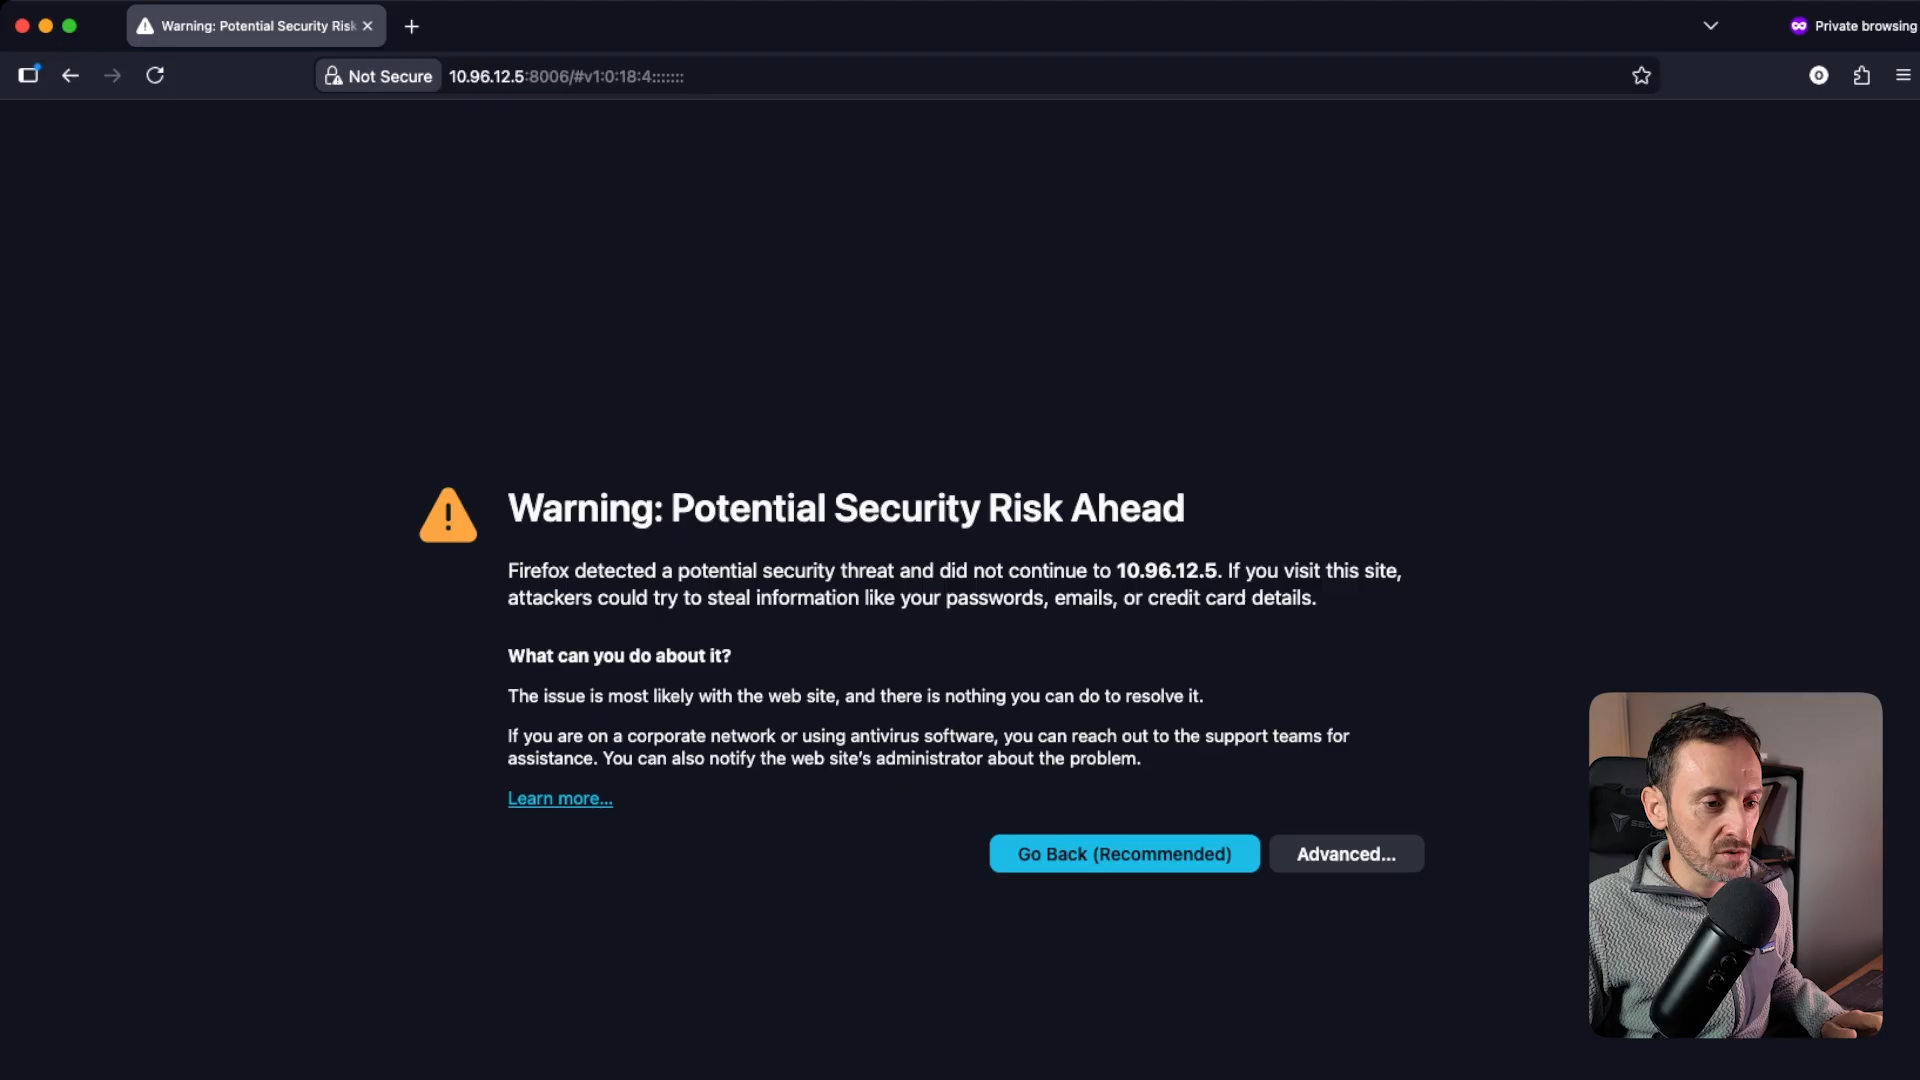 Warning: Potential Security Risk
Private browsing
Not Secure
10.96.12.5:8006/#v1:0:18:4:::::::
Warning: Potential Security Risk Ahead
Firefox detected a potential security threat and did not continue to 10.96.12.5. If you visit this site,
attackers could try to steal information like your passwords, emails, or credit card details.
What can you do about it?
The issue is most likely with the web site, and there is nothing you can do to resolve it.
If you are on a corporate network or using antivirus software, you can reach out to the support teams for
assistance. You can also notify the web site’s administrator about the problem.
Learn more…
Go Back (Recommended)
Advanced…